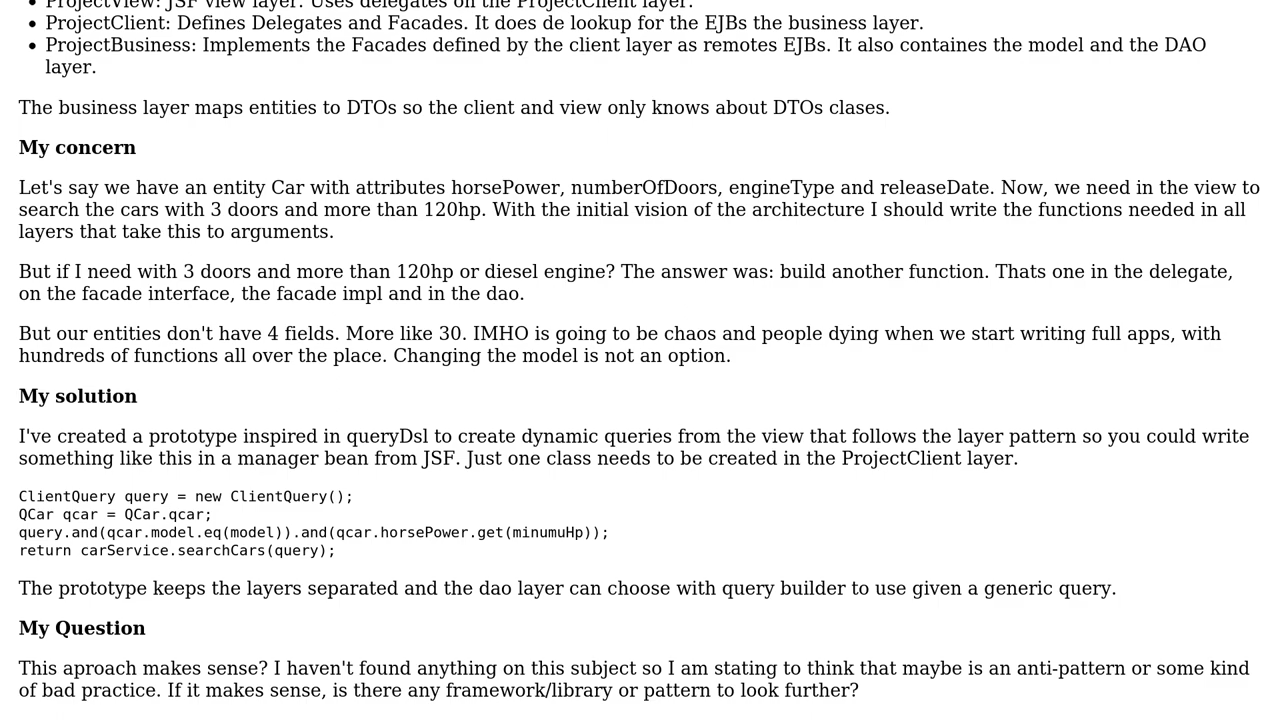 ProjectView: JSF view layer. Uses delegates on the ProjectClient layer.
ProjectClient: Defines Delegates and Facades. It does de lookup for the EJBs the business layer.
ProjectBusiness: Implements the Facades defined by the client layer as remotes EJBs. It also containes the model and the DAO
layer.
The business layer maps entities to DTOs so the client and view only knows about DTOs clases.
My concern
Let's say we have an entity Car with attributes horsePower, numberOfDoors, engineType and releaseDate. Now, we need in the view to
search the cars with 3 doors and more than 120hp. With the initial vision of the architecture I should write the functions needed in all
layers that take this to arguments.
But if I need with 3 doors and more than 120hp or diesel engine? The answer was: build another function. Thats one in the delegate,
on the facade interface, the facade impl and in the dao.
But our entities don't have 4 fields. More like 30. IMHO is going to be chaos and people dying when we start writing full apps, with
hundreds of functions all over the place. Changing the model is not an option.
My solution
I've created a prototype inspired in queryDsl to create dynamic queries from the view that follows the layer pattern so you could write
something like this in a manager bean from JSF. Just one class needs to be created in the ProjectClient layer.
ClientQuery query = new ClientQuery();
QCar qcar = QCar.qcar;
query.and(qcar.model.eq(model)).and(qcar.horsePower.get(minumuHp));
return carService.searchCars(query);
The prototype keeps the layers separated and the dao layer can choose with query builder to use given a generic query.
My Question
This aproach makes sense? I haven't found anything on this subject so I am stating to think that maybe is an anti-pattern or some kind
of bad practice. If it makes sense, is there any framework/library or pattern to look further?